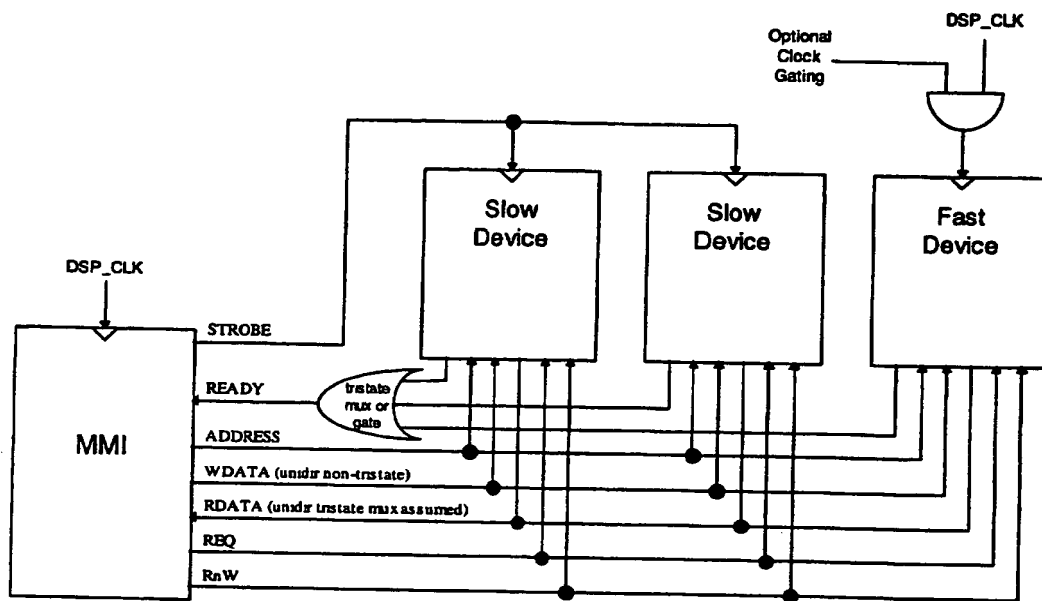 DSP_CLK
Optional
Clock
Gating
Slow
Device
Slow
Device
Fast
Device
DSP_CLK
STROBE
READY
tristate
mux or
gate
MMI
ADDRESS
WDATA (unidir non-tristate)
RDATA (unidir tristate mux assumed)
REQ
RnW